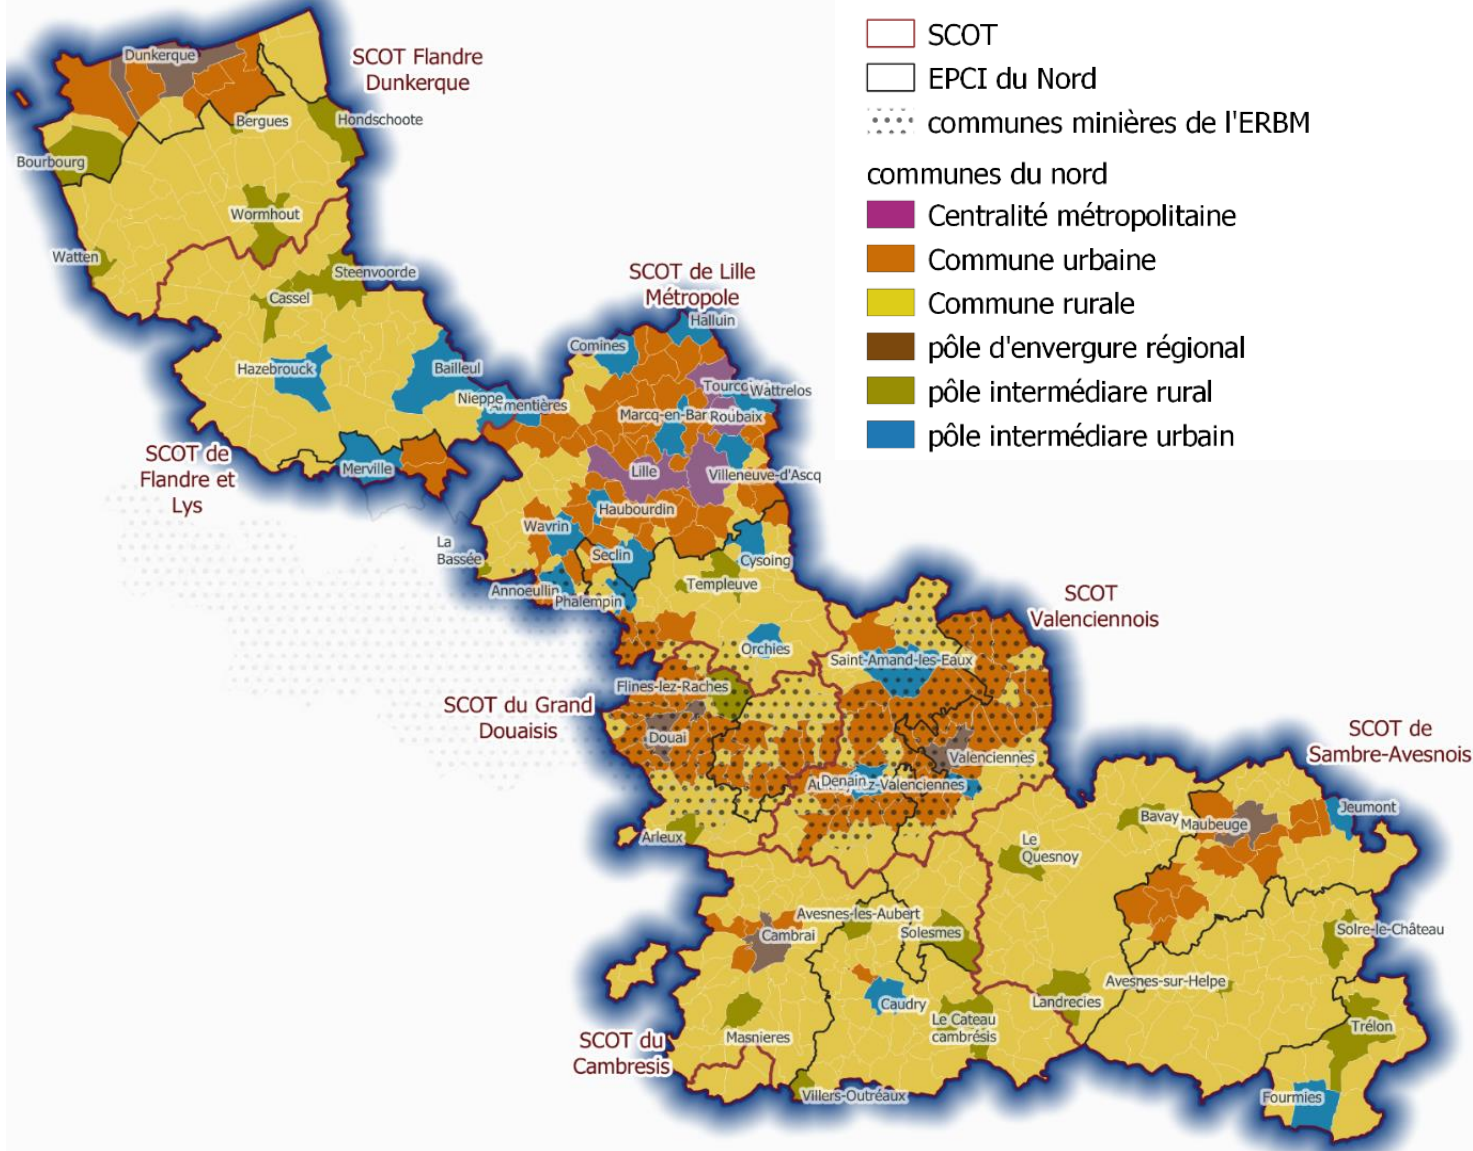 SCOT
EPCI du Nord
communes minières de l'ERBM
communes du nord
Centralité métropolitaine
Commune urbaine
Commune rurale
pôle d'envergure régional
pôle intermédiare rural
pôle intermédiare urbain
SCOT Flandre
Dunkerque
Dunkerque
Bergues
Hondschoote
Bourbourg
Wormhout
Watten
Steenvoorde
Cassel
SCOT de Lille
Métropole
Halluin
Comines
Hazebrouck
Bailleul
Nieppe
Wattrelos
Roubaix
SCOT de
Flandre et
Lys
Merville
Lille
Villeneuve-d'Ascq
Haubourdin
Wavrin
La
Bassée
Seclin
Cysoing
Templeuve
Annoeullin
Phalempin
SCOT
Valenciennois
Orchies
Saint-Amand-les-Eaux
Flines-lez-Raches
SCOT du Grand
Douaisis
Douai
Valenciennes
Denain
SCOT de
Sambre-Avesnois
Jeumont
Bavay
Maubeuge
Arleux
Le
Quesnoy
Avesnes-les-Aubert
Cambrai
Solesmes
Solre-le-Château
Avesnes-sur-Helpe
Caudry
Landrecies
Le Cateau
cambrésis
Masnieres
SCOT du
Cambresis
Trélon
Villers-Outréaux
Fourmies